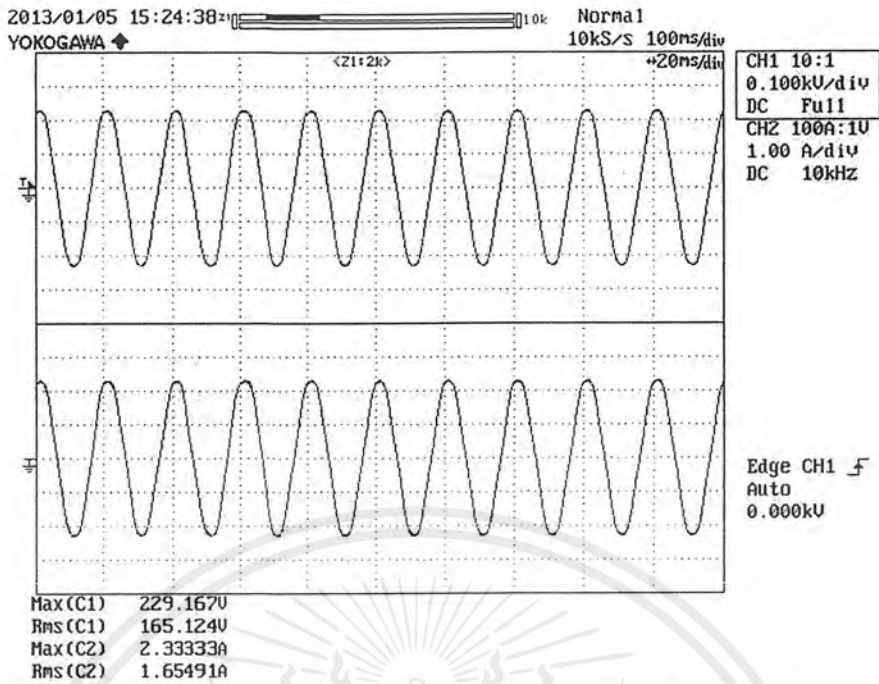 2013/01/05 15:24:38
Z1
10k
Normal
YOKOGAWA
10kS/s 100ms/div
<Z1:2k>
↔20ms/div
CH1 10:1
0.100kV/div
DC Full
CH2 100A:1V
1.00 A/div
DC 10kHz
T
Edge CH1
Auto
0.000kV
Max(C1) 229.167V
Rms(C1) 165.124V
Max(C2) 2.33333A
Rms(C2) 1.65491A